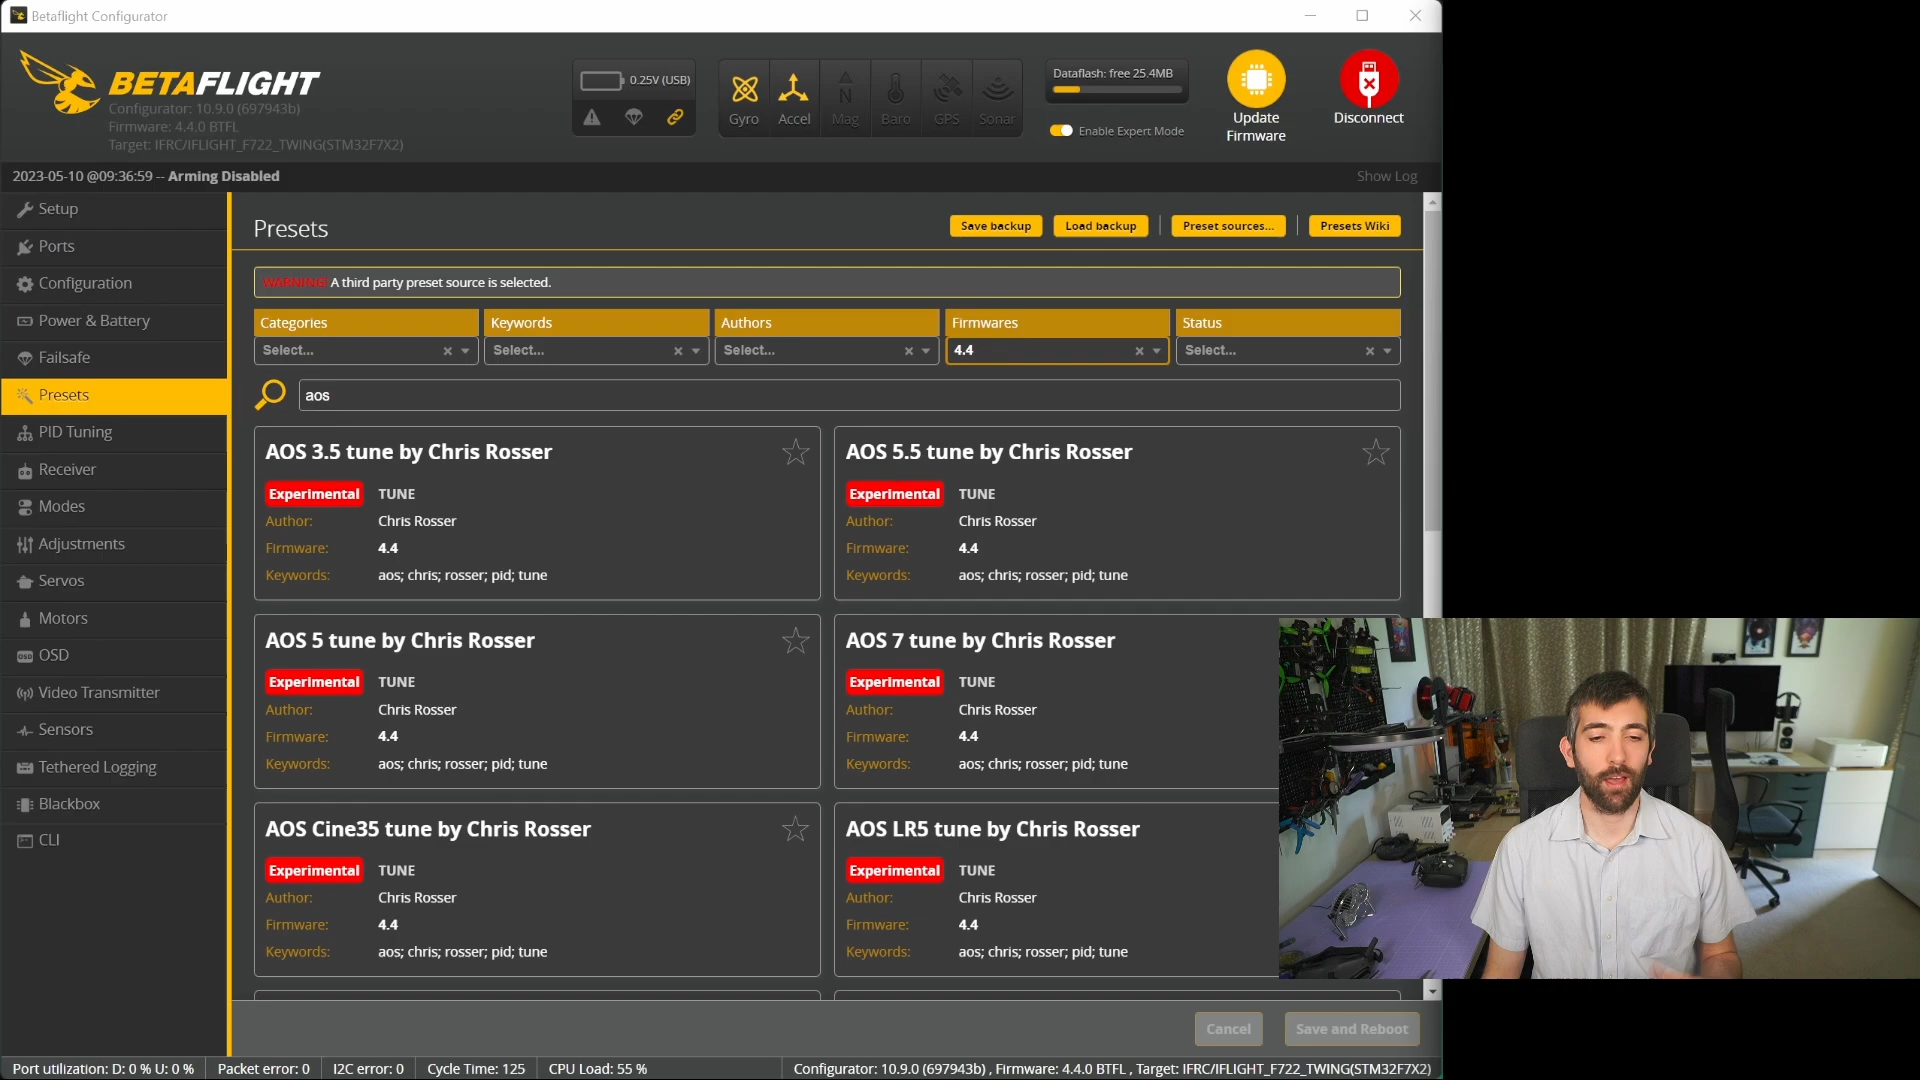 Betaflight Configurator
BETAFLIGHT
Configurator: 10.9.0 (697943b)
Firmware: 4.4.0 BTFL
Target: IFRC/IFLIGHT_F722_TWING(STM32F7X2)
0.25V (USB)
Gyro Accel Mag Baro GPS Sonar
Dataflash: free 25.4MB
Enable Expert Mode
Update
Firmware
Disconnect
2023-05-10 @09:36:59 -- Arming Disabled
Show Log
Setup
Ports
Configuration
Power & Battery
Failsafe
Presets
PID Tuning
Receiver
Modes
Adjustments
Servos
Motors
OSD
Video Transmitter
Sensors
Tethered Logging
Blackbox
CLI
Presets
Save backup Load backup Preset sources... Presets Wiki
WARNING! A third party preset source is selected.
Categories Keywords Authors Firmwares Status
Select... Select... Select... 4.4 Select...
aos
AOS 3.5 tune by Chris Rosser
Experimental TUNE
Author: Chris Rosser
Firmware: 4.4
Keywords: aos; chris; rosser; pid; tune
AOS 5.5 tune by Chris Rosser
Experimental TUNE
Author: Chris Rosser
Firmware: 4.4
Keywords: aos; chris; rosser; pid; tune
AOS 5 tune by Chris Rosser
Experimental TUNE
Author: Chris Rosser
Firmware: 4.4
Keywords: aos; chris; rosser; pid; tune
AOS 7 tune by Chris Rosser
Experimental TUNE
Author: Chris Rosser
Firmware: 4.4
Keywords: aos; chris; rosser; pid; tune
AOS Cine35 tune by Chris Rosser
Experimental TUNE
Author: Chris Rosser
Firmware: 4.4
Keywords: aos; chris; rosser; pid; tune
AOS LR5 tune by Chris Rosser
Experimental TUNE
Author: Chris Rosser
Firmware: 4.4
Keywords: aos; chris; rosser; pid; tune
Cancel Save and Reboot
Port utilization: D: 0 % U: 0 % Packet error: 0 I2C error: 0 Cycle Time: 125 CPU Load: 55 % Configurator: 10.9.0 (697943b) , Firmware: 4.4.0 BTFL , Target: IFRC/IFLIGHT_F722_TWING(STM32F7X2)